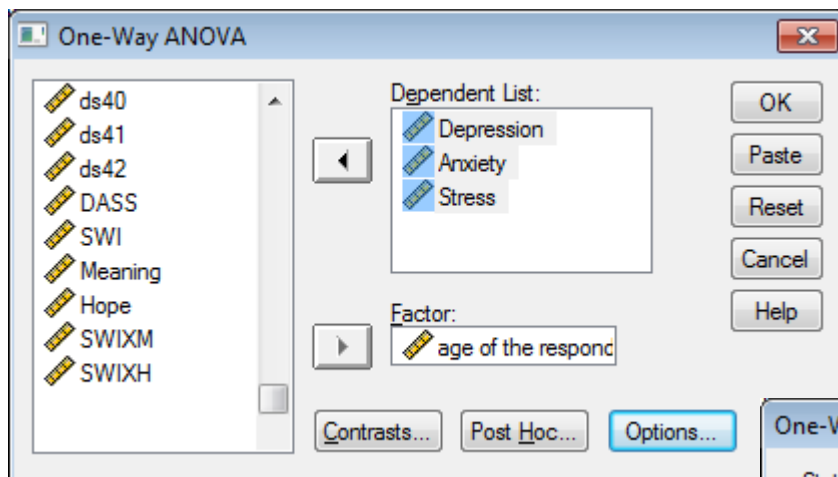 One-Way ANOVA
ds40
ds41
ds42
DASS
SWI
Meaning
Hope
SWIXM
SWIXH
Dependent List:
Depression
Anxiety
Stress
Factor:
age of the respond
Contrasts...
Post Hoc...
Options...
OK
Paste
Reset
Cancel
Help